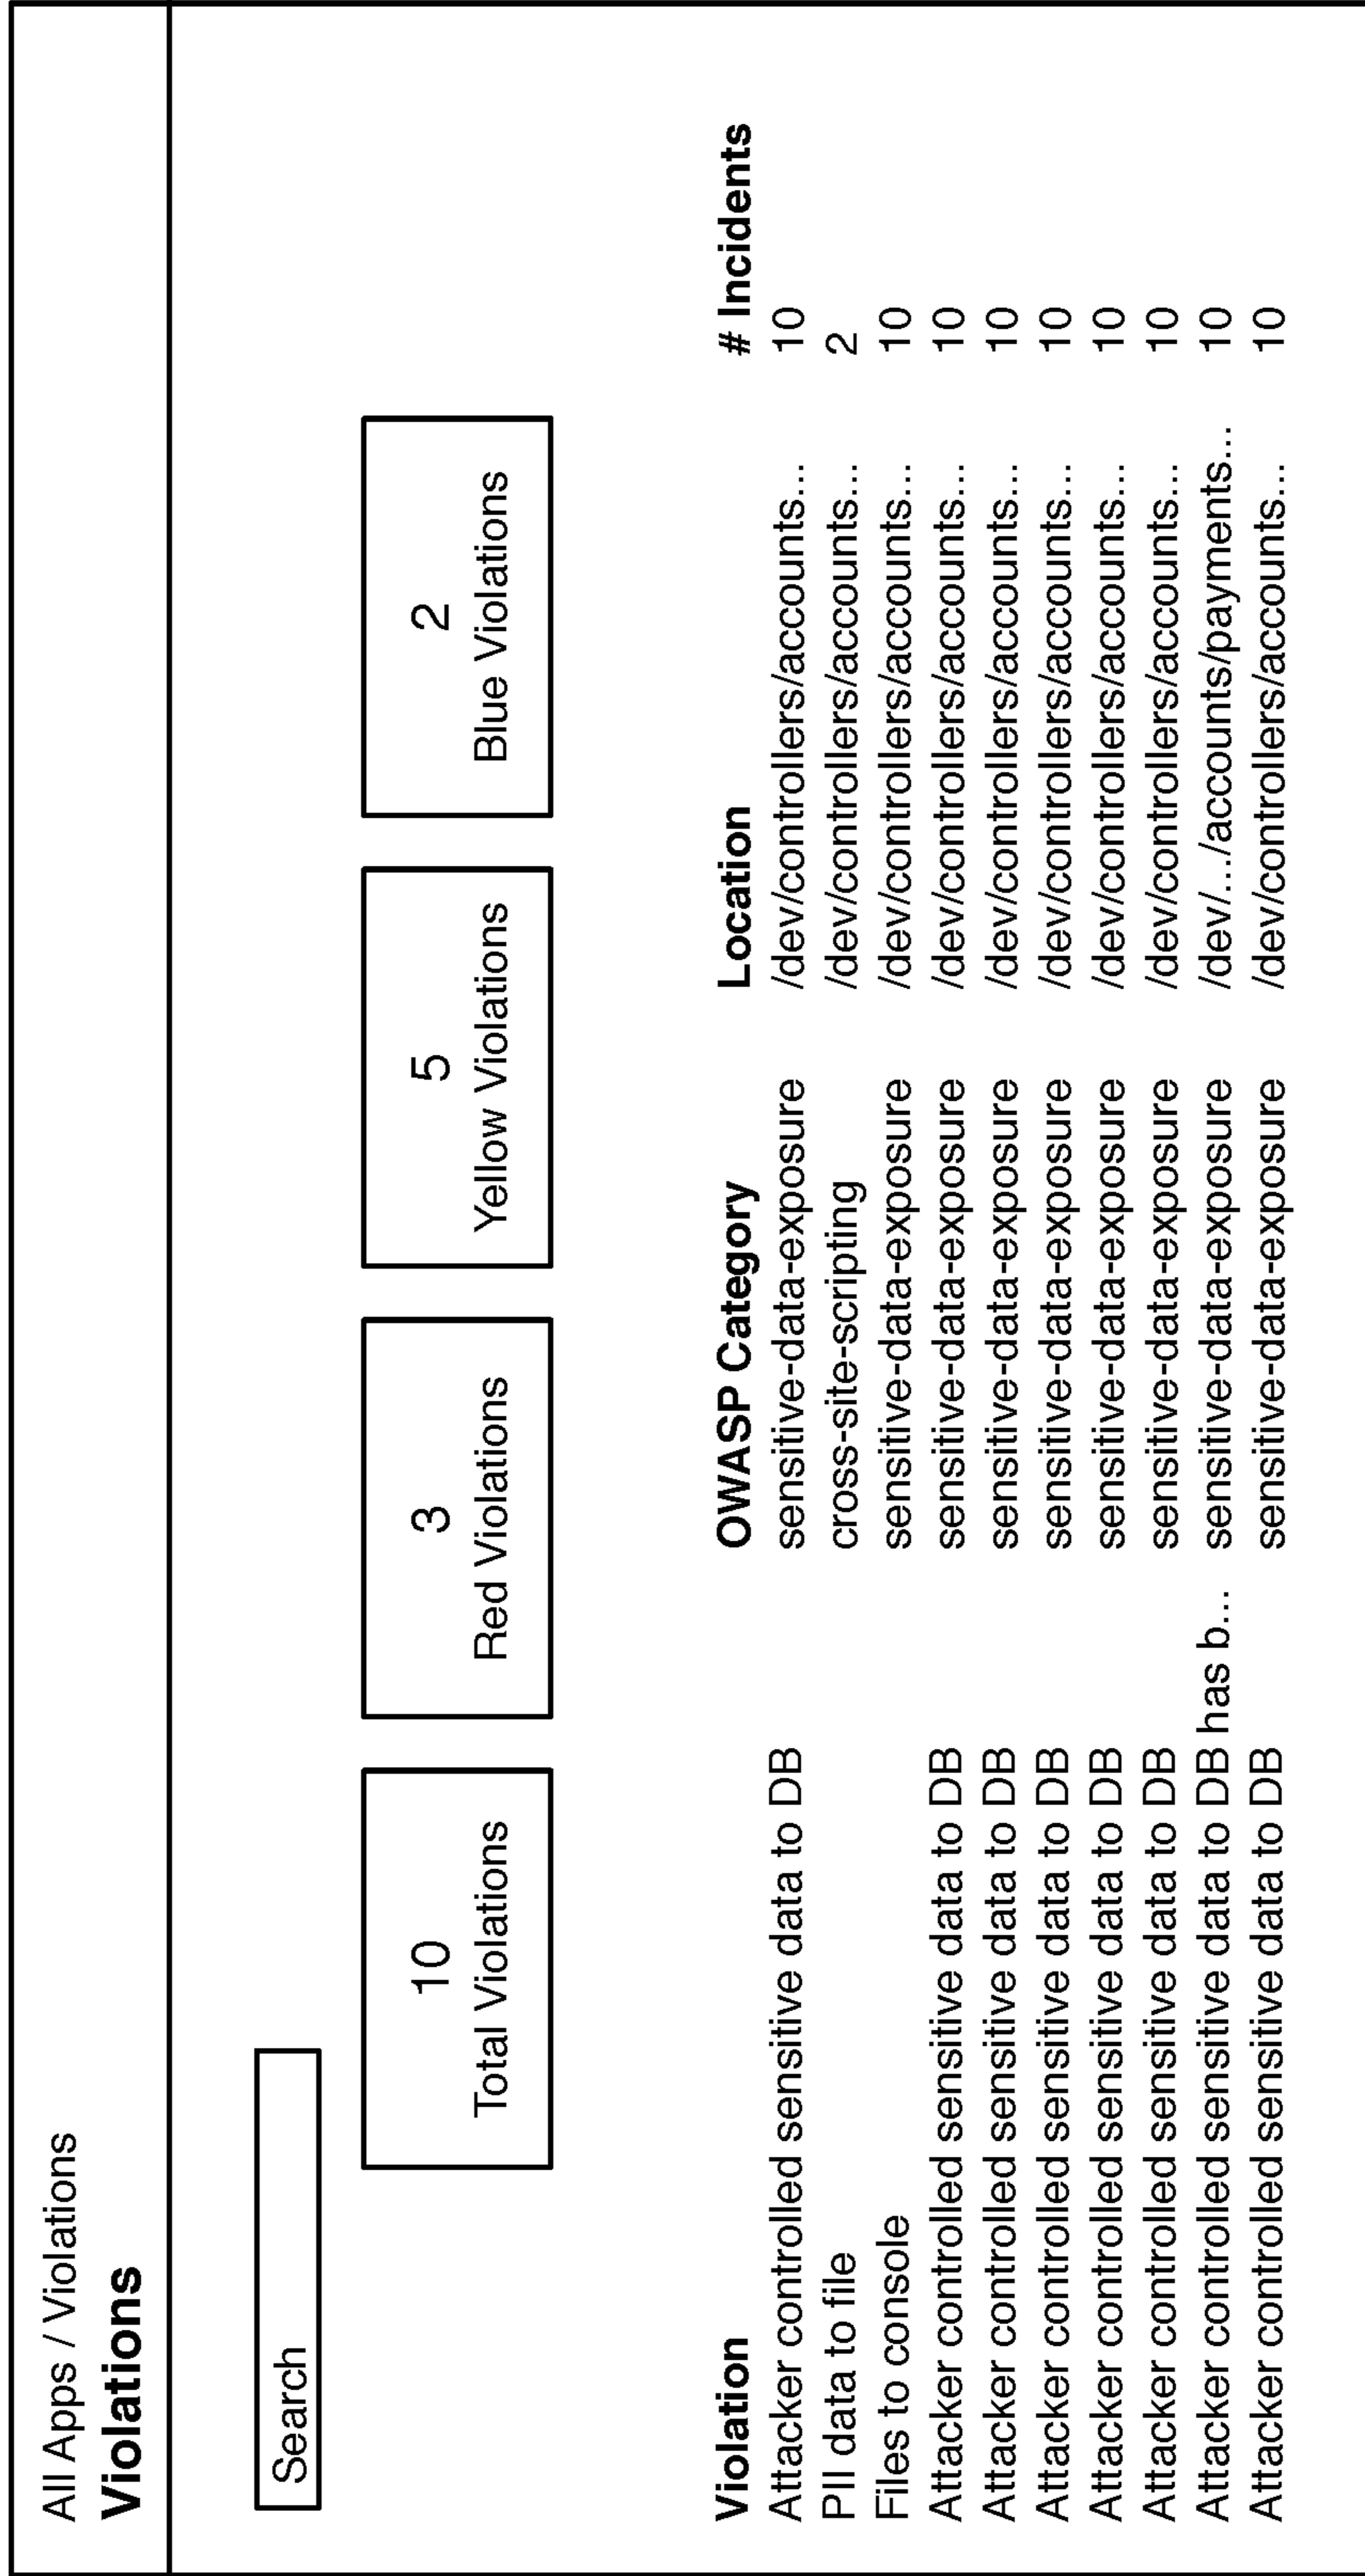 All Apps / Violations
Violations
Search
10
Total Violations
3
Red Violations
5
Yellow Violations
2
Blue Violations
Violation OWASP Category Location # Incidents
Attacker controlled sensitive data to DB sensitive-data-exposure /dev/controllers/accounts... 10
PII data to file cross-site-scripting /dev/controllers/accounts... 2
Files to console sensitive-data-exposure /dev/controllers/accounts... 10
Attacker controlled sensitive data to DB sensitive-data-exposure /dev/controllers/accounts... 10
Attacker controlled sensitive data to DB sensitive-data-exposure /dev/controllers/accounts... 10
Attacker controlled sensitive data to DB sensitive-data-exposure /dev/controllers/accounts... 10
Attacker controlled sensitive data to DB sensitive-data-exposure /dev/controllers/accounts... 10
Attacker controlled sensitive data to DB sensitive-data-exposure /dev/controllers/accounts... 10
Attacker controlled sensitive data to DB has b... sensitive-data-exposure /dev/.../accounts/payments... 10
Attacker controlled sensitive data to DB sensitive-data-exposure /dev/controllers/accounts... 10